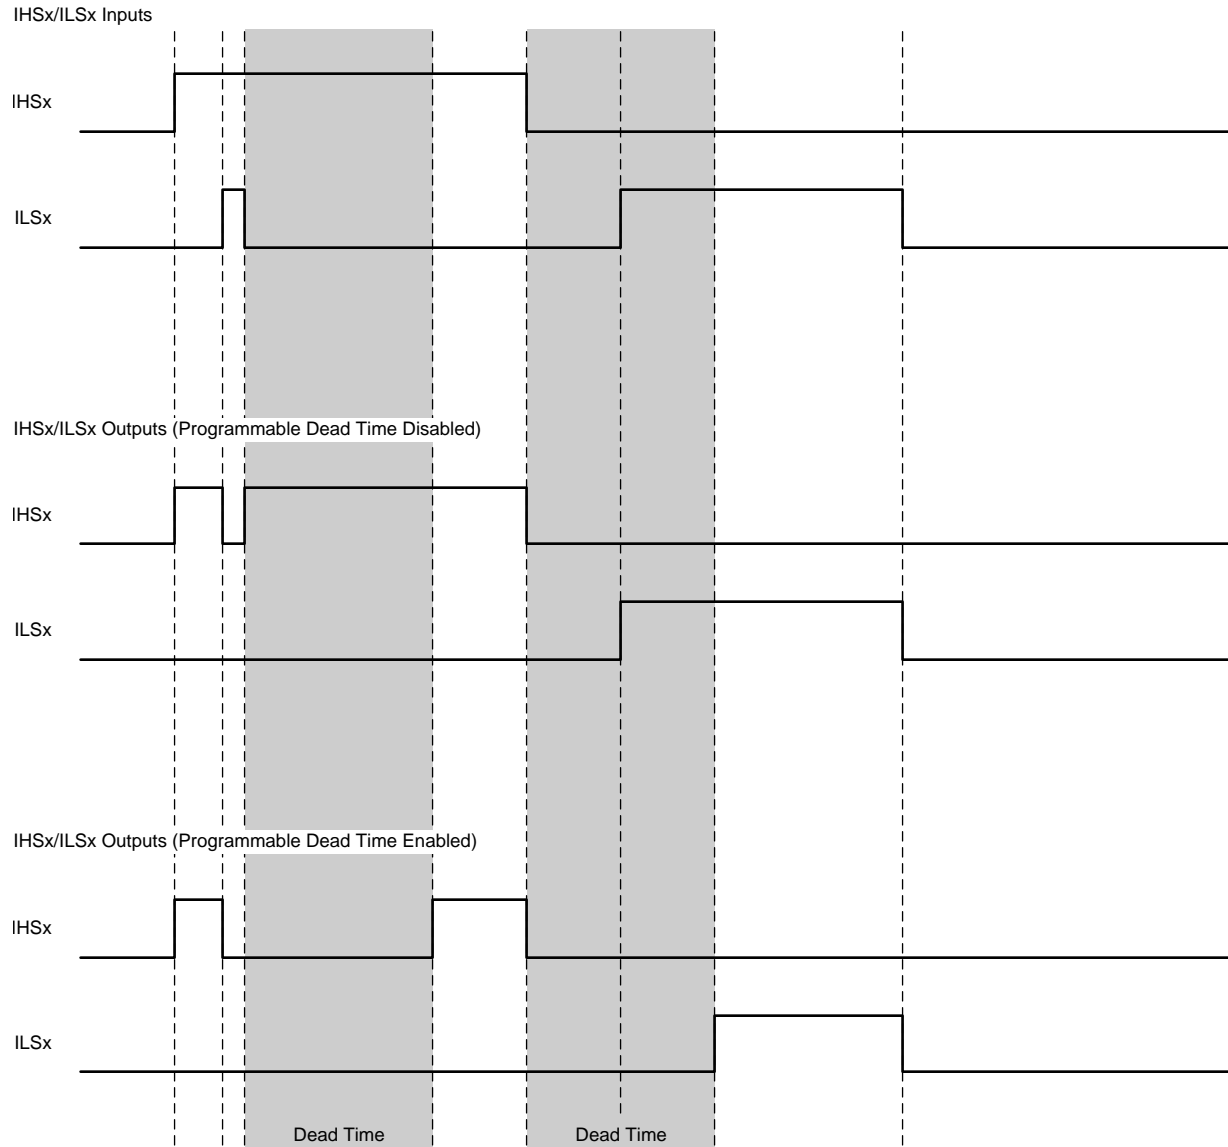 IHSx/ILSx Inputs
IHSx
ILSx
IHSx/ILSx Outputs (Programmable Dead Time Disabled)
IHSx
ILSx
IHSx/ILSx Outputs (Programmable Dead Time Enabled)
IHSx
ILSx
Dead Time Dead Time